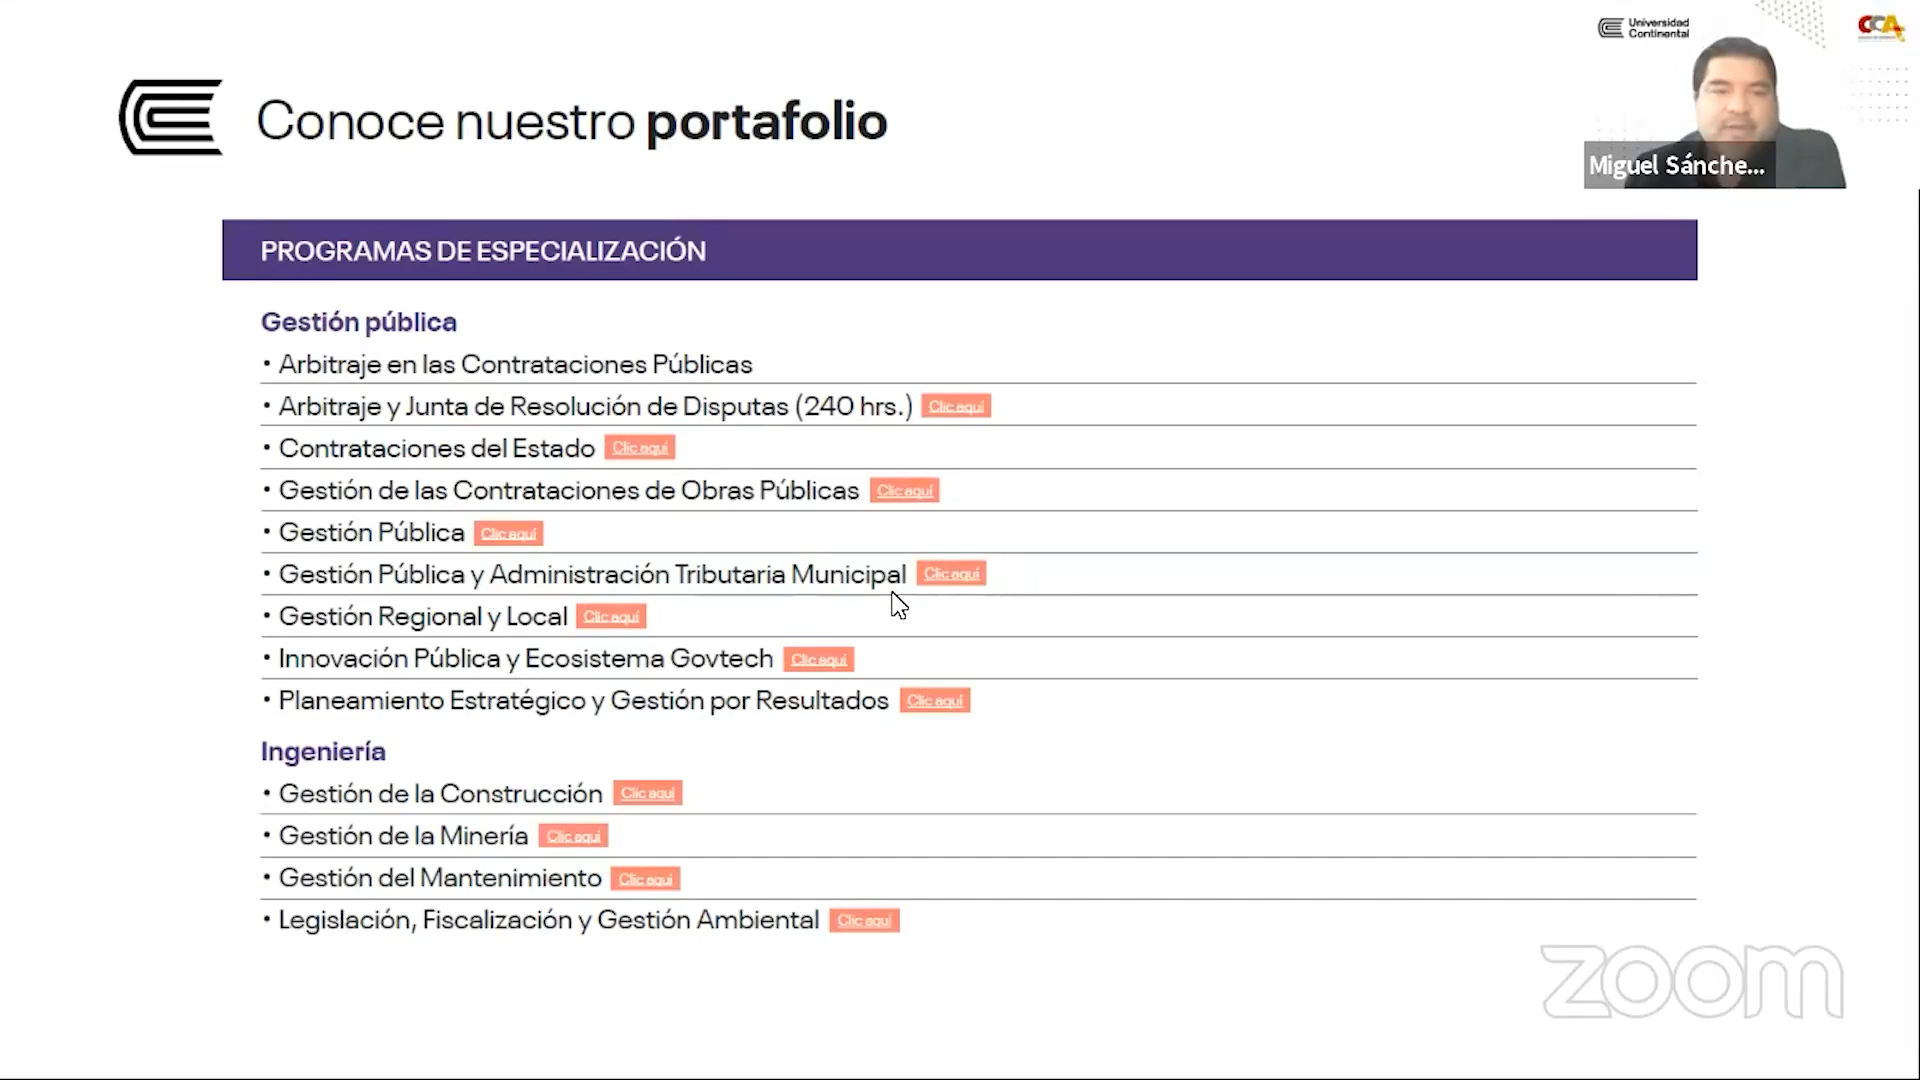 Universidad
Continental
CCA
Conoce nuestro portafolio
Miguel Sánche...
PROGRAMAS DE ESPECIALIZACIÓN
Gestión pública
• Arbitraje en las Contrataciones Públicas
• Arbitraje y Junta de Resolución de Disputas (240 hrs.) Clic aquí
• Contrataciones del Estado Clic aquí
• Gestión de las Contrataciones de Obras Públicas Clic aquí
• Gestión Pública Clic aquí
• Gestión Pública y Administración Tributaria Municipal Clic aquí
• Gestión Regional y Local Clic aquí
• Innovación Pública y Ecosistema Govtech Clic aquí
• Planeamiento Estratégico y Gestión por Resultados Clic aquí
Ingeniería
• Gestión de la Construcción Clic aquí
• Gestión de la Minería Clic aquí
• Gestión del Mantenimiento Clic aquí
• Legislación, Fiscalización y Gestión Ambiental Clic aquí
zoom